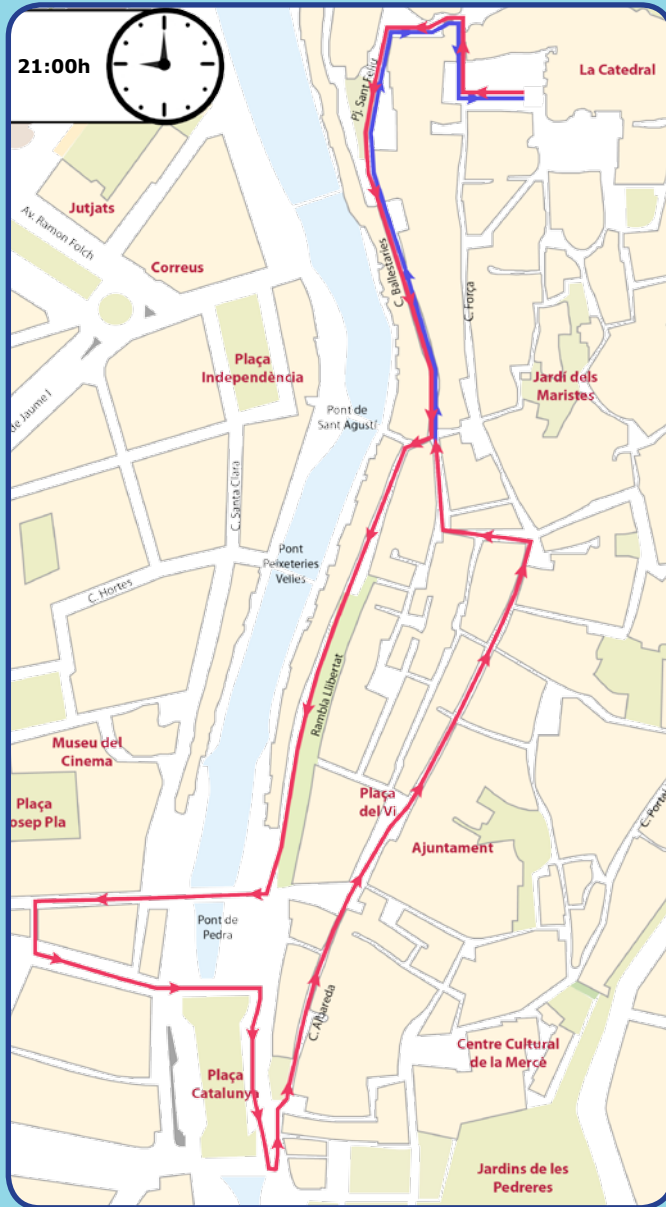 21:00h
La Catedral
Pj. Sant Feliu
Jutjats
Av. Ramon Folch
Correus
C. Ballestaries
C. Força
Plaça
Independència
Jardí dels
Maristes
de Jaume I
Pont de
Sant Agustí
C. Santa Clara
Pont
Peixeteries
Velles
C. Hortes
Rambla Llibertat
Museu del
Cinema
Plaça
del Vi
Plaça
osep Pla
C. Portal
Ajuntament
Pont de
Pedra
C. Albareda
Centre Cultural
de la Mercè
Plaça
Catalunya
Jardins de les
Pedreres